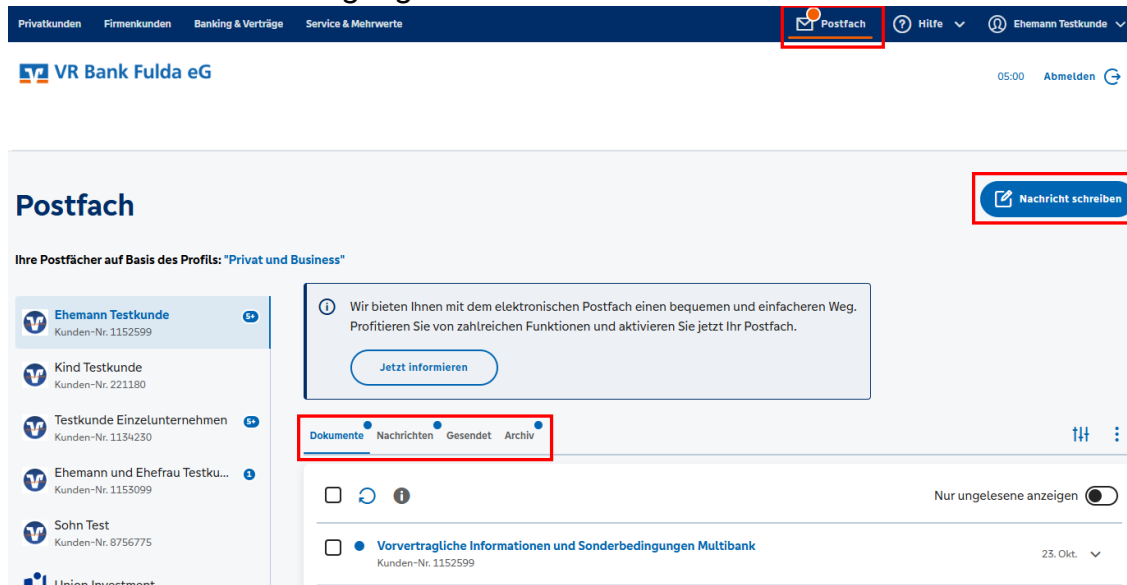 Privatkunden Firmenkunden Banking & Verträge Service & Mehrwerte Postfach Hilfe Ehemann Testkunde
VR Bank Fulda eG
05:00 Abmelden
Postfach
Nachricht schreiben
Ihre Postfächer auf Basis des Profils: "Privat und Business"
Ehemann Testkunde 5+
Kunden-Nr. 1152599
Kind Testkunde
Kunden-Nr. 221180
Testkunde Einzelunternehmen 5+
Kunden-Nr. 1134230
Ehemann und Ehefrau Testku... 1
Kunden-Nr. 1153099
Sohn Test
Kunden-Nr. 8756775
Union Investment
Wir bieten Ihnen mit dem elektronischen Postfach einen bequemen und einfacheren Weg.
Profitieren Sie von zahlreichen Funktionen und aktivieren Sie jetzt Ihr Postfach.
Jetzt informieren
Dokumente Nachrichten Gesendet Archiv
Nur ungelesene anzeigen
Vorvertragliche Informationen und Sonderbedingungen Multibank
Kunden-Nr. 1152599
23. Okt.